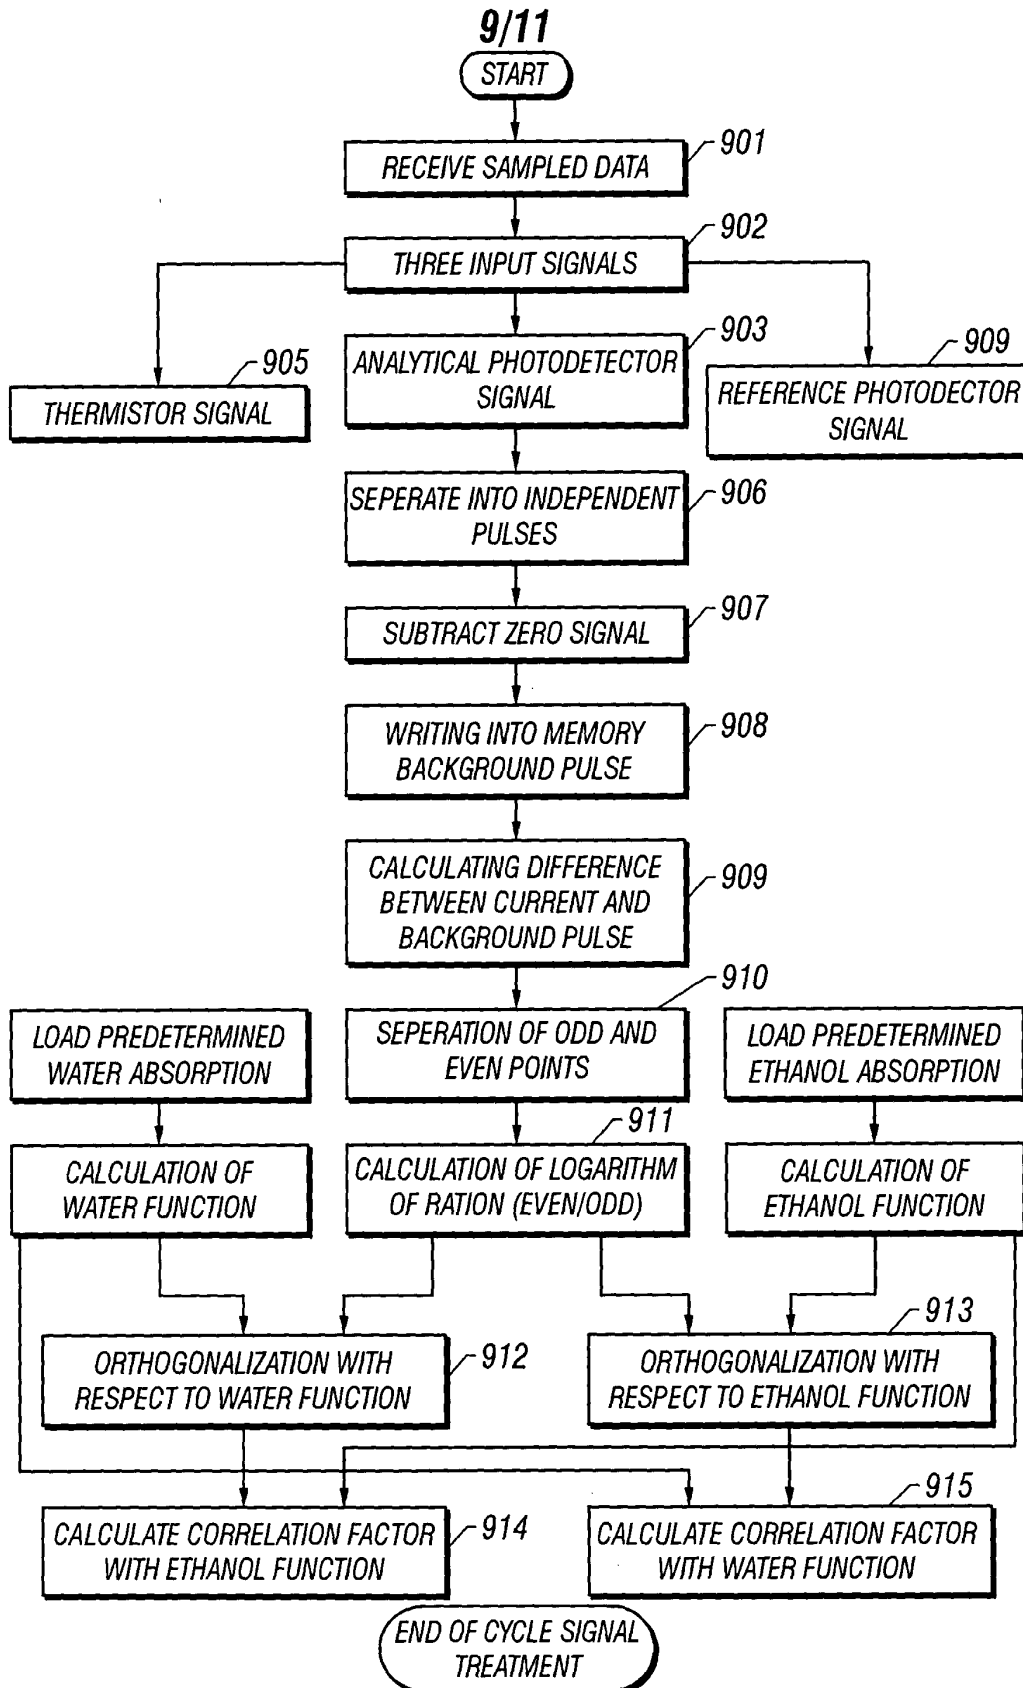 9/11
START
901
RECEIVE SAMPLED DATA
902
THREE INPUT SIGNALS
903
ANALYTICAL PHOTODETECTOR
SIGNAL
905
THERMISTOR SIGNAL
909
REFERENCE PHOTODECTOR
SIGNAL
906
SEPERATE INTO INDEPENDENT
PULSES
907
SUBTRACT ZERO SIGNAL
908
WRITING INTO MEMORY
BACKGROUND PULSE
909
CALCULATING DIFFERENCE
BETWEEN CURRENT AND
BACKGROUND PULSE
910
LOAD PREDETERMINED
WATER ABSORPTION
SEPERATION OF ODD AND
EVEN POINTS
LOAD PREDETERMINED
ETHANOL ABSORPTION
911
CALCULATION OF
WATER FUNCTION
CALCULATION OF LOGARITHM
OF RATION (EVEN/ODD)
CALCULATION OF
ETHANOL FUNCTION
912
ORTHOGONALIZATION WITH
RESPECT TO WATER FUNCTION
913
ORTHOGONALIZATION WITH
RESPECT TO ETHANOL FUNCTION
914
CALCULATE CORRELATION FACTOR
WITH ETHANOL FUNCTION
915
CALCULATE CORRELATION FACTOR
WITH WATER FUNCTION
END OF CYCLE SIGNAL
TREATMENT